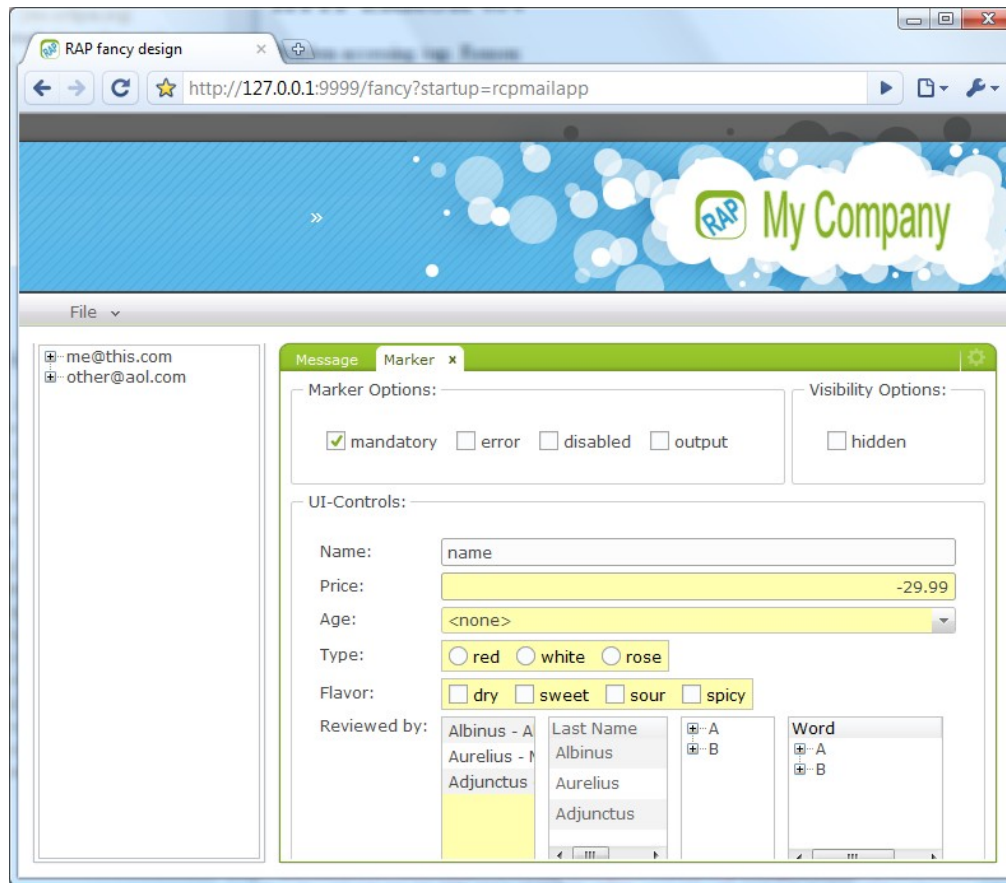 RAP fancy design
http://127.0.0.1:9999/fancy?startup=rcpmailapp
»
RAP My Company
File
me@this.com
other@aol.com
Message Marker x
Marker Options:
mandatory error disabled output
Visibility Options:
hidden
UI-Controls:
Name: name
Price: -29.99
Age: <none>
Type: red white rose
Flavor: dry sweet sour spicy
Reviewed by:
Albinus - Al
Aurelius - M
Adjunctus
Last Name
Albinus
Aurelius
Adjunctus
A
B
Word
A
B